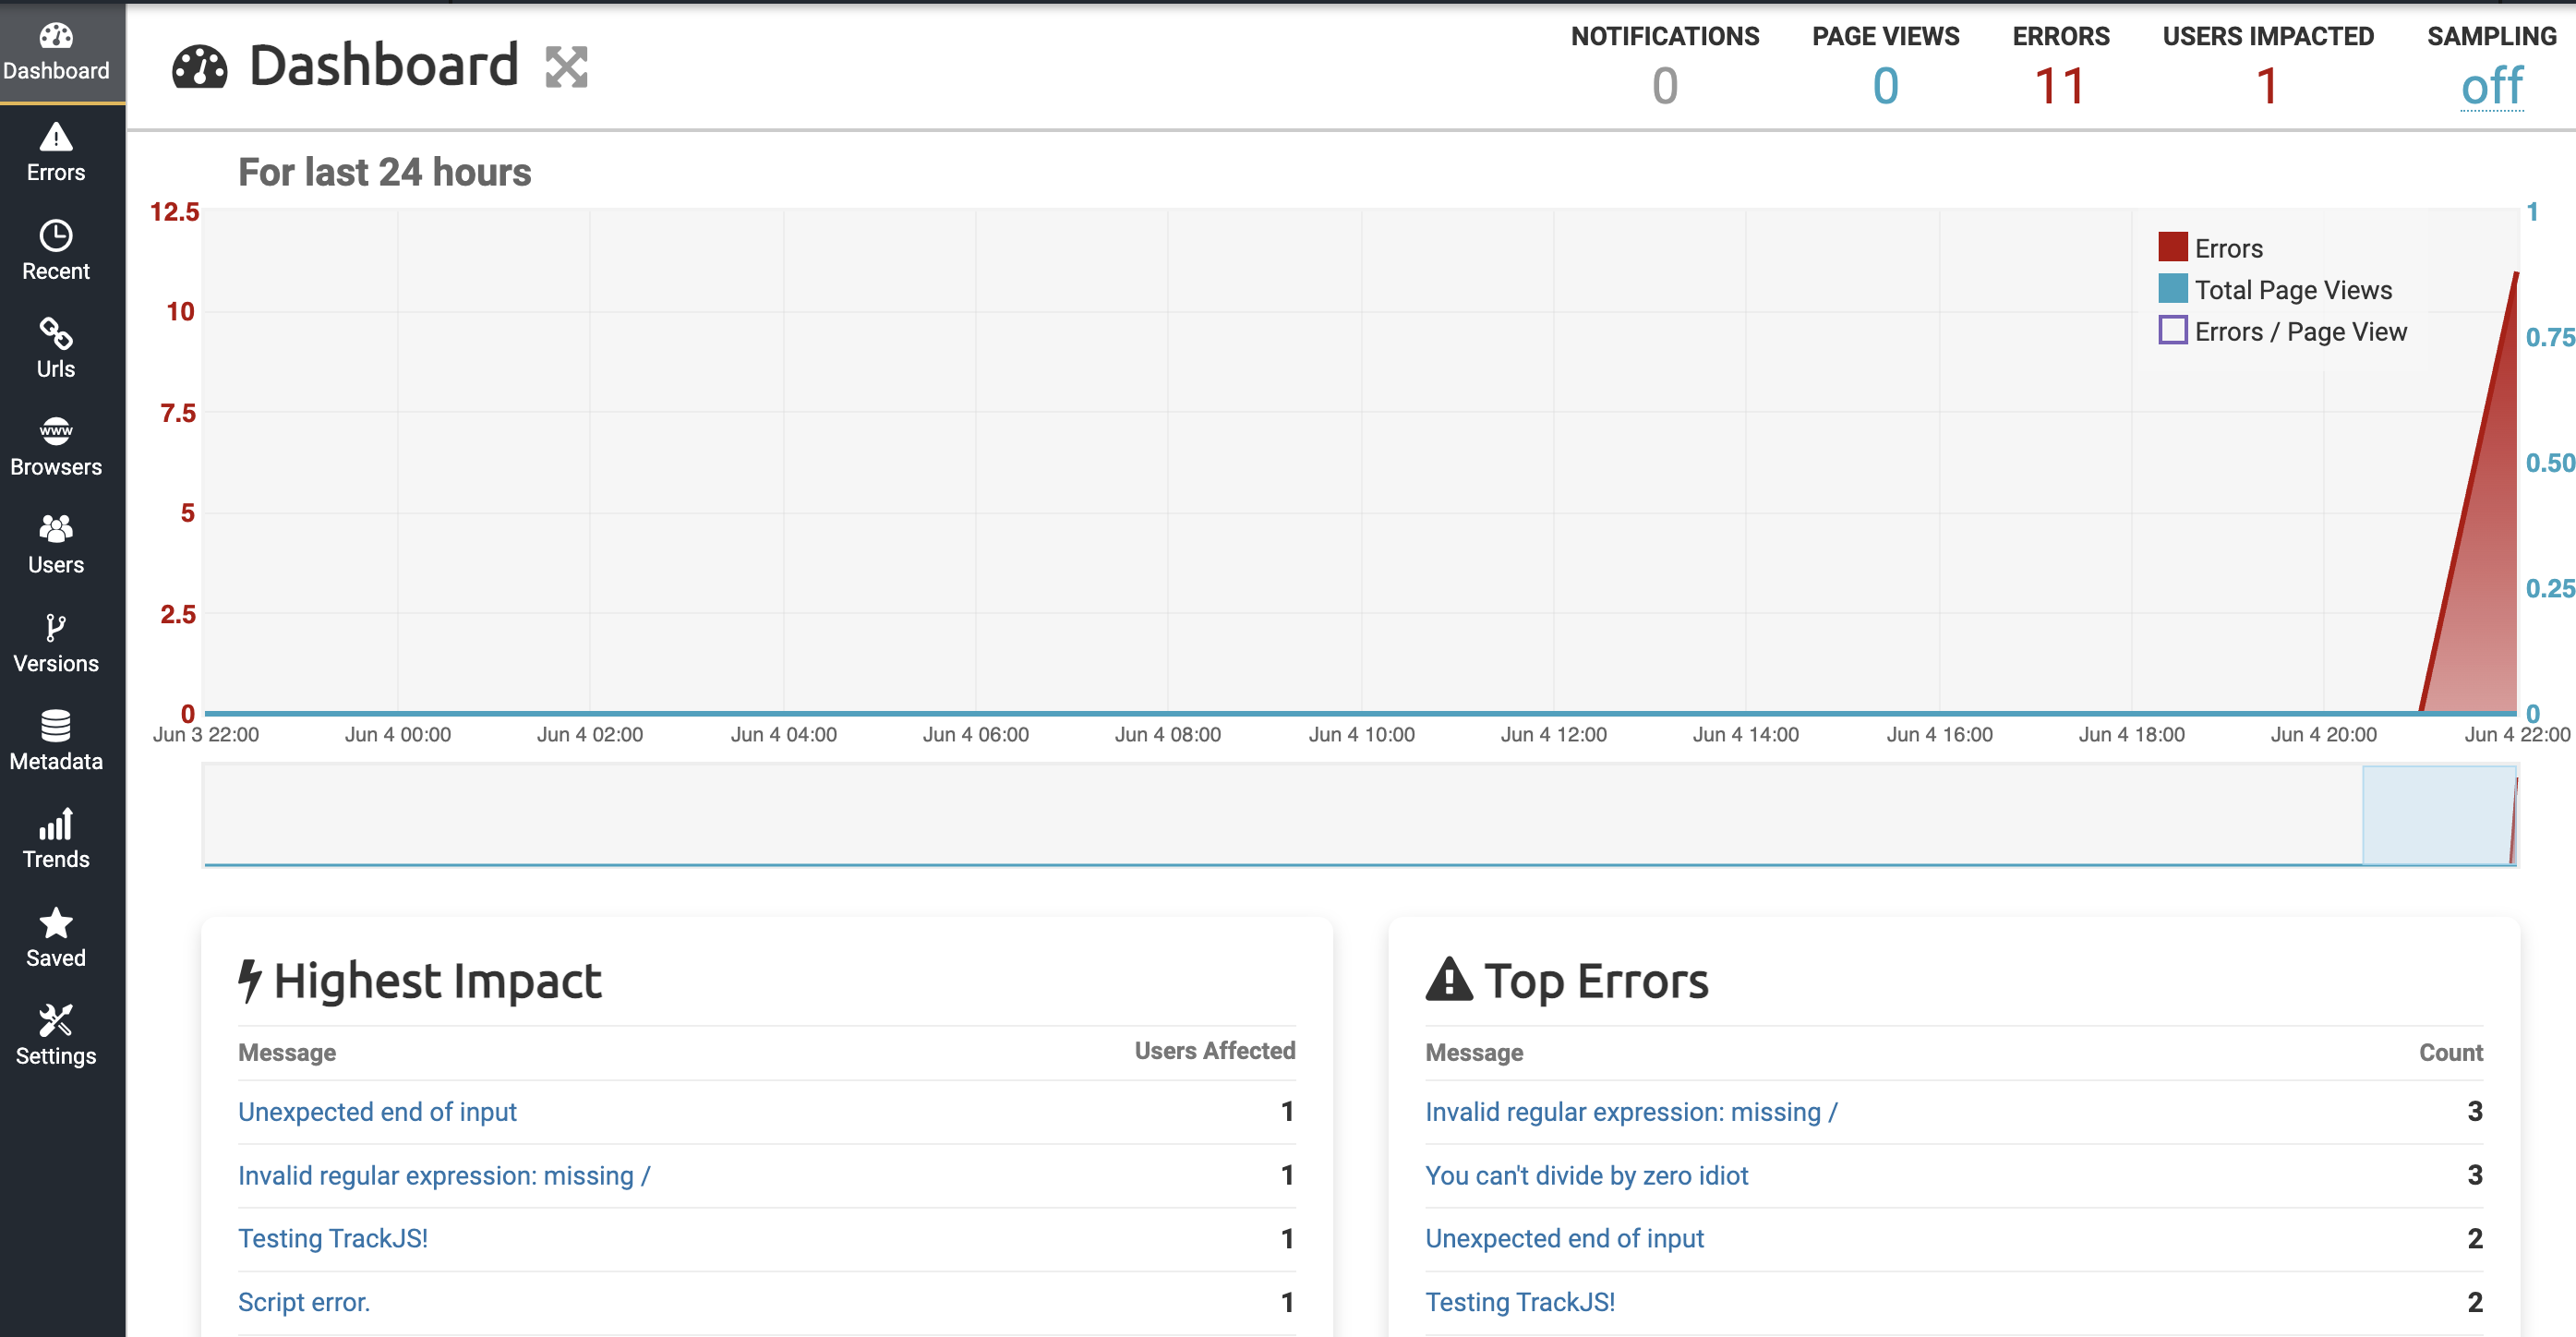 Dashboard
Errors
Recent
Urls
www
Browsers
Users
Versions
Metadata
Trends
Saved
Settings
Dashboard
NOTIFICATIONS PAGE VIEWS ERRORS USERS IMPACTED SAMPLING
0 0 11 1 off
For last 24 hours
12.5
10
7.5
5
2.5
0
1
0.75
0.50
0.25
0
Errors
Total Page Views
Errors / Page View
Jun 3 22:00 Jun 4 00:00 Jun 4 02:00 Jun 4 04:00 Jun 4 06:00 Jun 4 08:00 Jun 4 10:00 Jun 4 12:00 Jun 4 14:00 Jun 4 16:00 Jun 4 18:00 Jun 4 20:00 Jun 4 22:00
Highest Impact
Message Users Affected
Unexpected end of input 1
Invalid regular expression: missing / 1
Testing TrackJS! 1
Script error. 1
Top Errors
Message Count
Invalid regular expression: missing / 3
You can't divide by zero idiot 3
Unexpected end of input 2
Testing TrackJS! 2